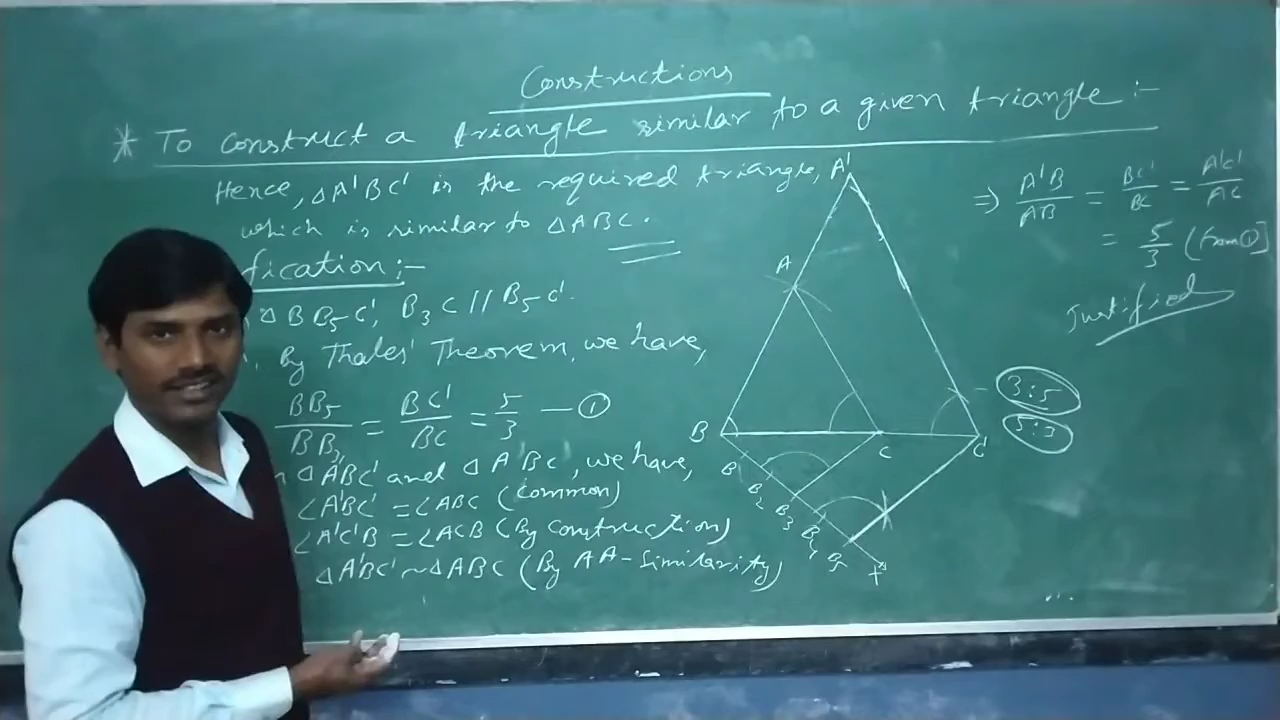 Constructions
* To construct a triangle similar to a given triangle :-
Hence, ΔA'BC' is the required triangle,
which is similar to ΔABC.
fication :-
ΔBB₅C', B₃C // B₅C'.
By Thales' Theorem, we have,
BB₅/BB₃ = BC'/BC = 5/3 — ①
ΔA'BC' and ΔABC, we have,
∠A'BC' = ∠ABC (common)
∠A'C'B = ∠ACB (By construction)
ΔA'BC' ~ ΔABC (By AA-Similarity)
A'
A
B
C
C'
B₂
B₃
B₄
B₅
⇒ A'B/AB = BC'/BC = A'C'/AC
= 5/3 (from ①]
Justified
3:5
5:3